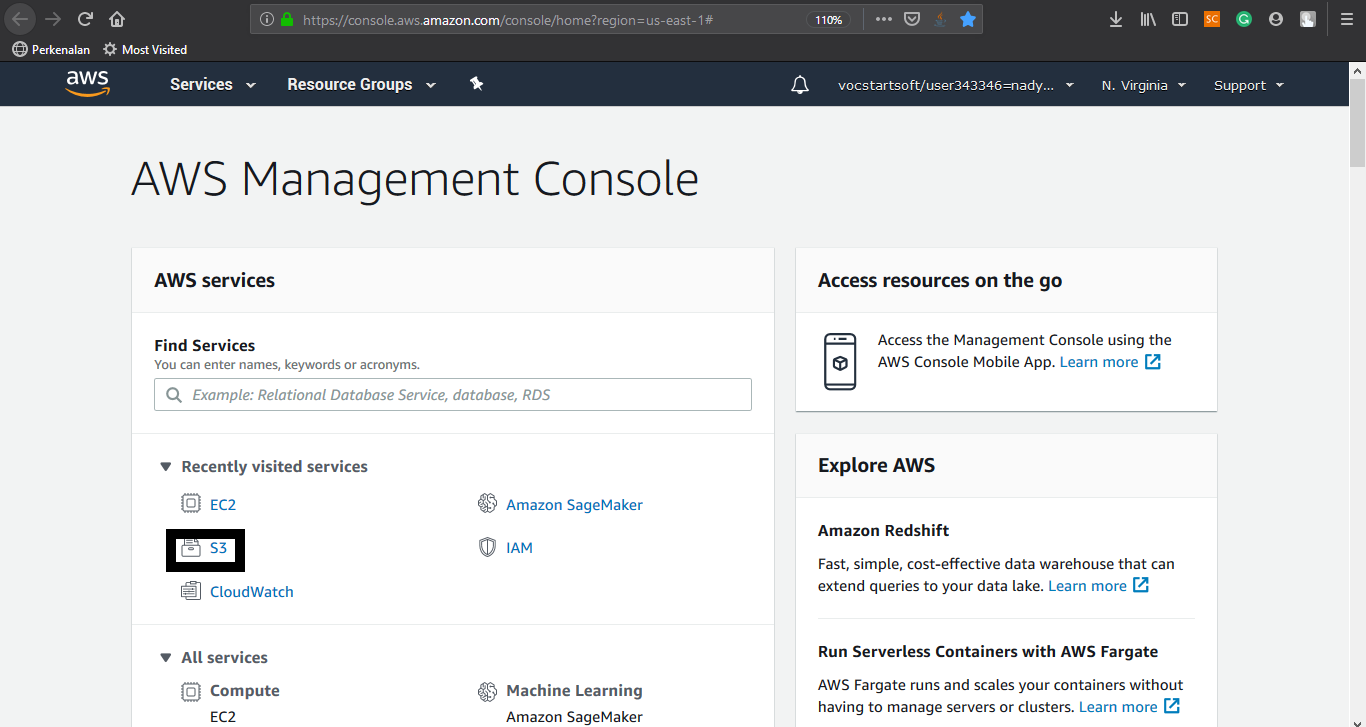 https://console.aws.amazon.com/console/home?region=us-east-1#
110%
SC
Perkenalan
Most Visited
aws
Services
Resource Groups
vocstartsoft/user343346=nady...
N. Virginia
Support
AWS Management Console
AWS services
Find Services
You can enter names, keywords or acronyms.
Example: Relational Database Service, database, RDS
Recently visited services
EC2
Amazon SageMaker
S3
IAM
CloudWatch
All services
Compute
Machine Learning
EC2
Amazon SageMaker
Access resources on the go
Access the Management Console using the
AWS Console Mobile App. Learn more
Explore AWS
Amazon Redshift
Fast, simple, cost-effective data warehouse that can
extend queries to your data lake. Learn more
Run Serverless Containers with AWS Fargate
AWS Fargate runs and scales your containers without
having to manage servers or clusters. Learn more